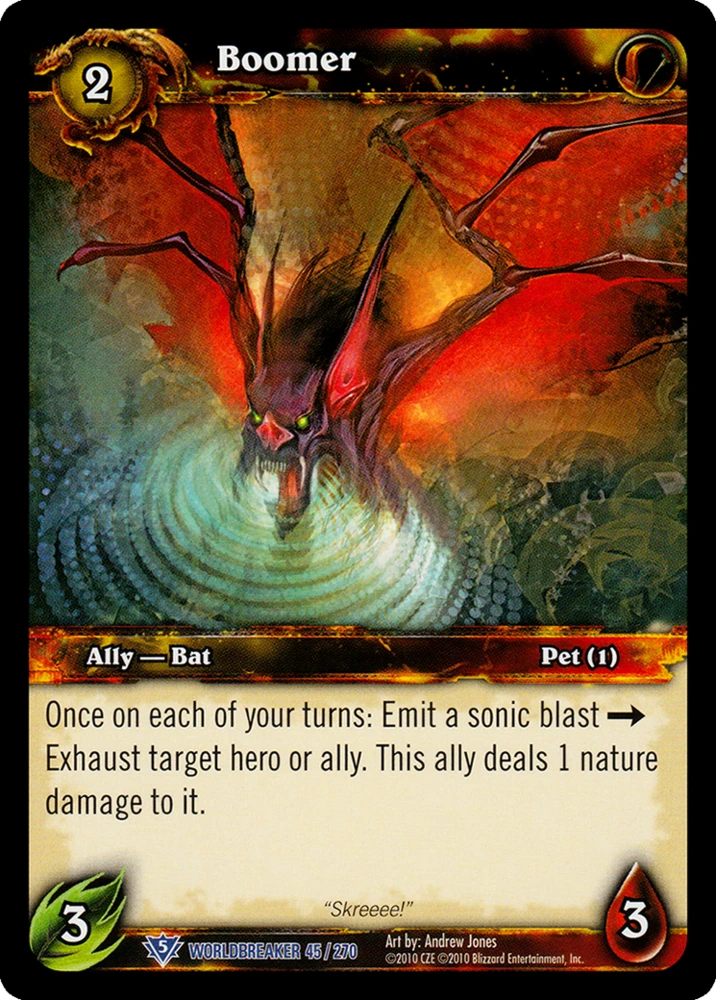 2
Boomer
Ally — Bat
Pet (1)
Once on each of your turns: Emit a sonic blast ➞
Exhaust target hero or ally. This ally deals 1 nature
damage to it.
“Skreeee!”
3
5
WORLDBREAKER 45 / 270
Art by: Andrew Jones
©2010 CZE ©2010 Blizzard Entertainment, Inc.
3